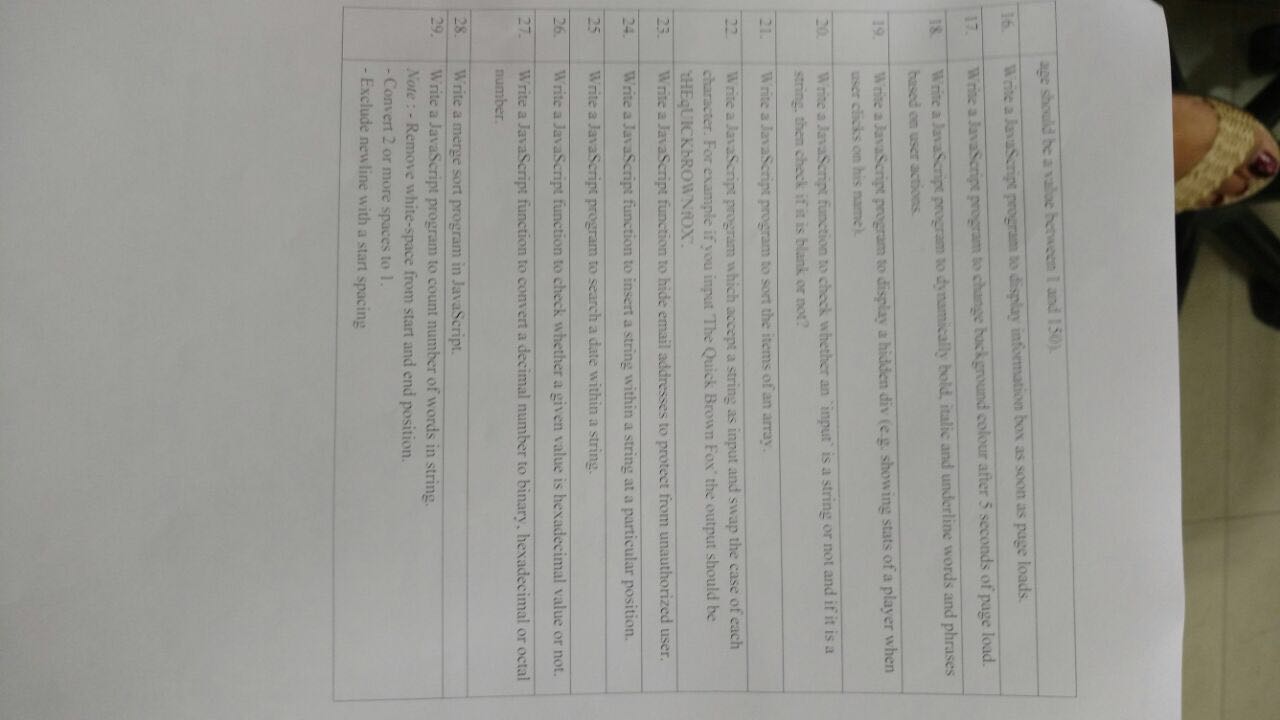 age should be a value between 1 and 150).
16. Write a JavaScript program to display information box as soon as page loads.
17. Write a JavaScript program to change background colour after 5 seconds of page load.
18. Write a JavaScript program to dynamically bold, italic and underline words and phrases
based on user actions.
19. Write a JavaScript program to display a hidden div (e.g. showing stats of a player when
user clicks on his name).
20. Write a JavaScript function to check whether an `input` is a string or not and if it is a
string, then check if it is blank or not?
21. Write a JavaScript program to sort the items of an array.
22. Write a JavaScript program which accept a string as input and swap the case of each
character. For example if you input 'The Quick Brown Fox' the output should be
'tHEqUICKbROWNfOX'.
23. Write a JavaScript function to hide email addresses to protect from unauthorized user.
24. Write a JavaScript function to insert a string within a string at a particular position.
25 Write a JavaScript program to search a date within a string.
26. Write a JavaScript function to check whether a given value is hexadecimal value or not.
27. Write a JavaScript function to convert a decimal number to binary, hexadecimal or octal
number.
28. Write a merge sort program in JavaScript.
29. Write a JavaScript program to count number of words in string.
Note : - Remove white-space from start and end position.
- Convert 2 or more spaces to 1.
- Exclude newline with a start spacing